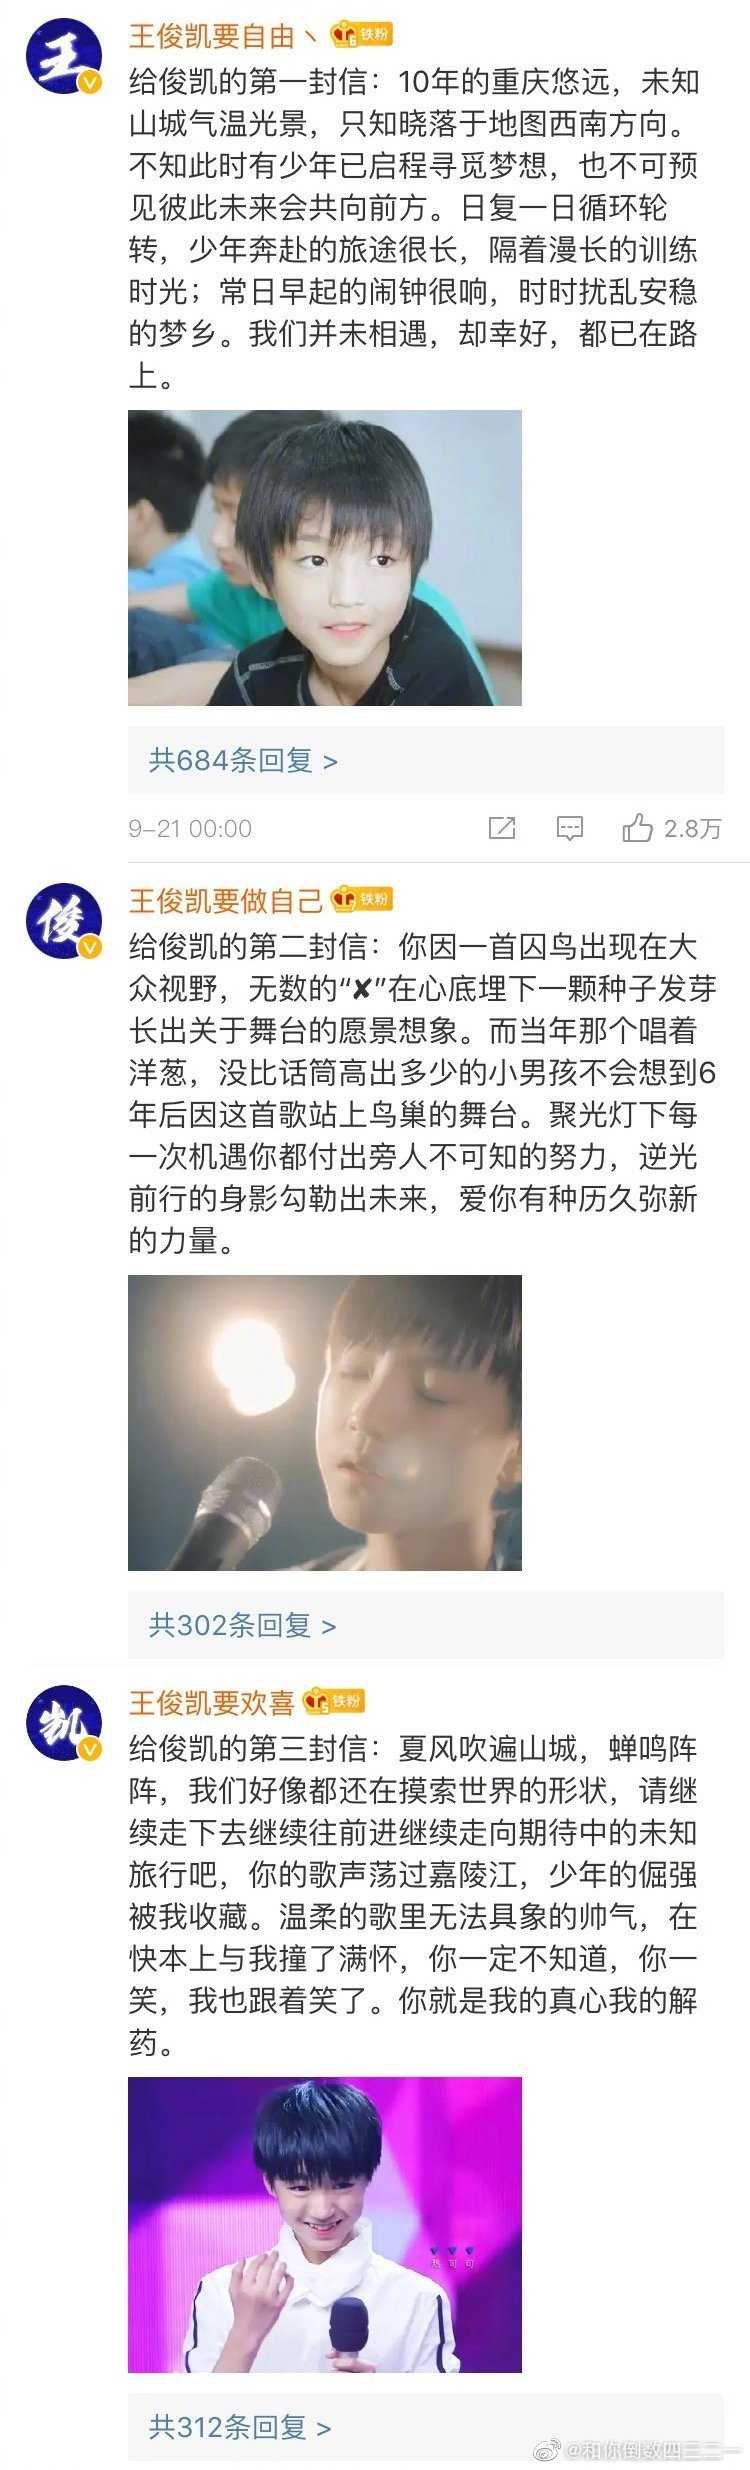 王
王俊凯要自由丶
6 铁粉
给俊凯的第一封信：10年的重庆悠远，未知
山城气温光景，只知晓落于地图西南方向。
不知此时有少年已启程寻觅梦想，也不可预
见彼此未来会共向前方。日复一日循环轮
转，少年奔赴的旅途很长，隔着漫长的训练
时光；常日早起的闹钟很响，时时扰乱安稳
的梦乡。我们并未相遇，却幸好，都已在路
上。
共684条回复 >
9-21 00:00
2.8万
俊
王俊凯要做自己
铁粉
给俊凯的第二封信：你因一首囚鸟出现在大
众视野，无数的“✘”在心底埋下一颗种子发芽
长出关于舞台的愿景想象。而当年那个唱着
洋葱，没比话筒高出多少的小男孩不会想到6
年后因这首歌站上鸟巢的舞台。聚光灯下每
一次机遇你都付出旁人不可知的努力，逆光
前行的身影勾勒出未来，爱你有种历久弥新
的力量。
共302条回复 >
凯
王俊凯要欢喜
5 铁粉
给俊凯的第三封信：夏风吹遍山城，蝉鸣阵
阵，我们好像都还在摸索世界的形状，请继
续走下去继续往前进继续走向期待中的未知
旅行吧，你的歌声荡过嘉陵江，少年的倔强
被我收藏。温柔的歌里无法具象的帅气，在
快本上与我撞了满怀，你一定不知道，你一
笑，我也跟着笑了。你就是我的真心我的解
药。
共312条回复 >
@和你倒数四三二一